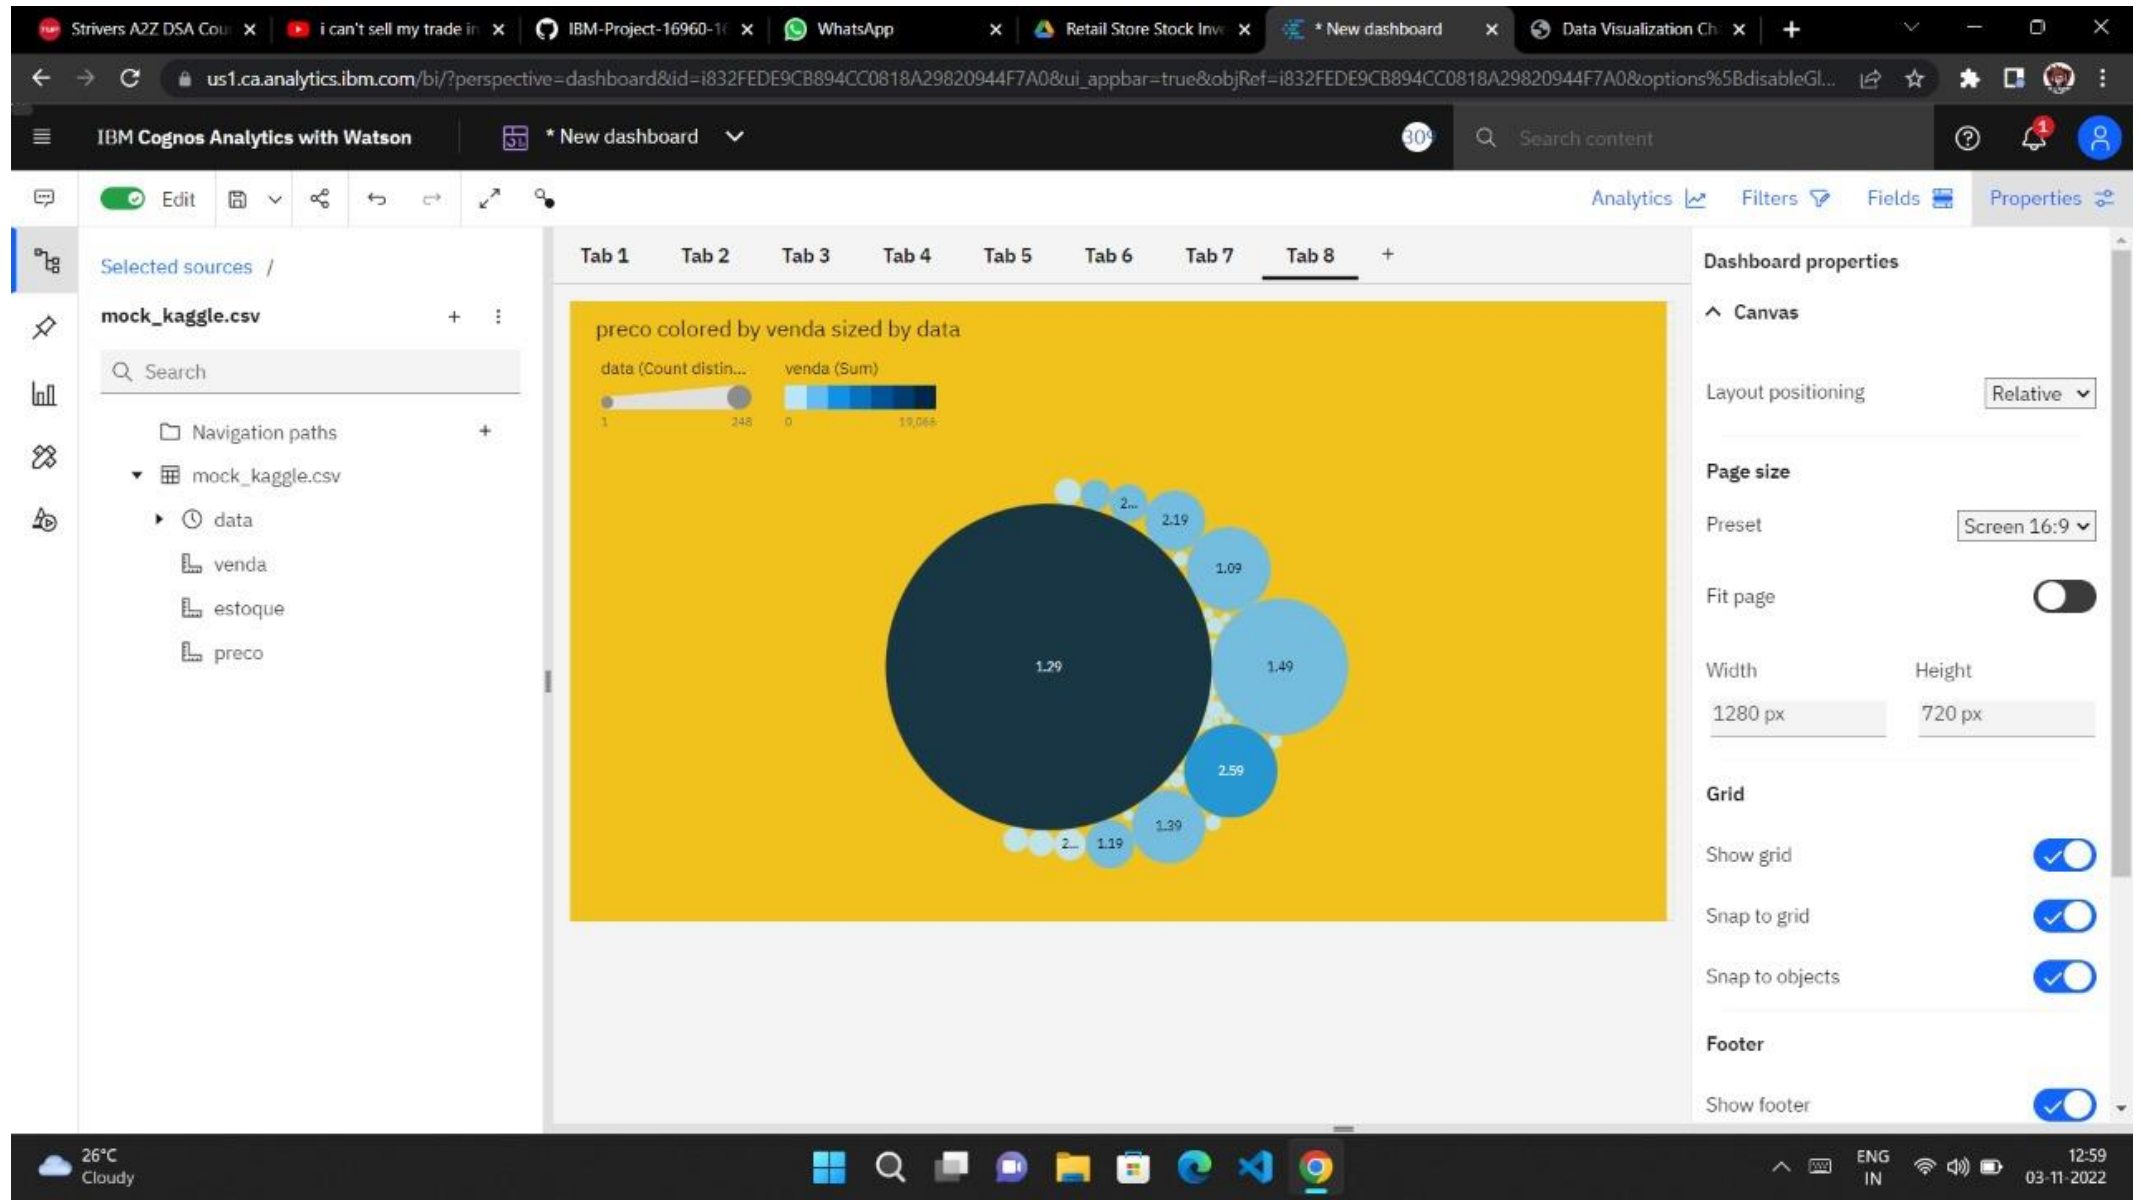 Strivers A2Z DSA Cou
i can't sell my trade in
IBM-Project-16960-16
WhatsApp
Retail Store Stock Inve
* New dashboard
Data Visualization Ch
us1.ca.analytics.ibm.com/bi/?perspective=dashboard&id=i832FEDE9CB894CC0818A29820944F7A0&ui_appbar=true&objRef=i832FEDE9CB894CC0818A29820944F7A0&options%5BdisableGl...
IBM Cognos Analytics with Watson
* New dashboard
309
Search content
1
Edit
Analytics
Filters
Fields
Properties
Selected sources /
mock_kaggle.csv
Search
Navigation paths
mock_kaggle.csv
data
venda
estoque
preco
Tab 1 Tab 2 Tab 3 Tab 4 Tab 5 Tab 6 Tab 7 Tab 8 +
preco colored by venda sized by data
data (Count distin...
venda (Sum)
1 248
0 19,066
2...
2.19
1.09
1.29
1.49
2.59
1.39
2... 1.19
Dashboard properties
Canvas
Layout positioning Relative
Page size
Preset Screen 16:9
Fit page
Width Height
1280 px 720 px
Grid
Show grid
Snap to grid
Snap to objects
Footer
Show footer
26°C
Cloudy
ENG
IN
12:59
03-11-2022